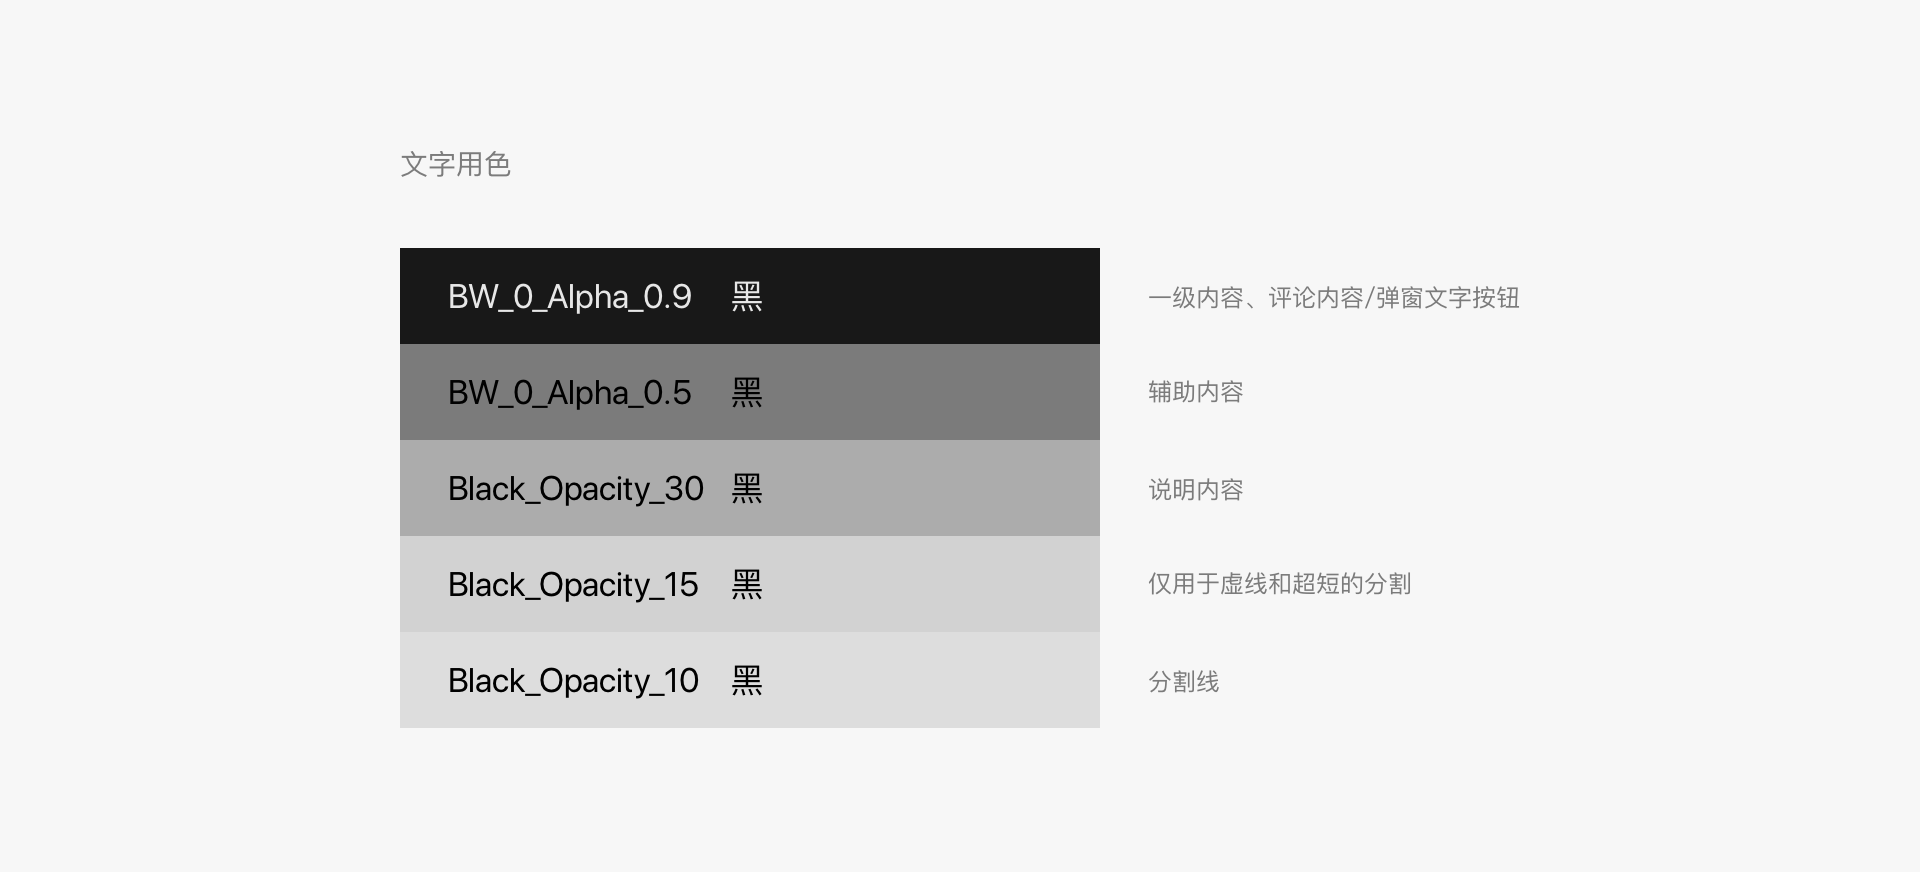 文字用色
BW_0_Alpha_0.9 黑 一级内容、评论内容/弹窗文字按钮
BW_0_Alpha_0.5 黑 辅助内容
Black_Opacity_30 黑 说明内容
Black_Opacity_15 黑 仅用于虚线和超短的分割
Black_Opacity_10 黑 分割线